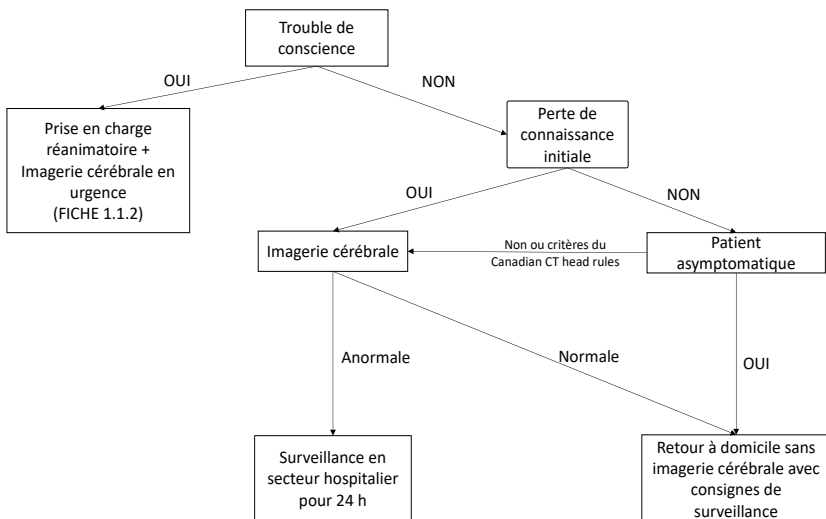 Trouble de
conscience
OUI
NON
Prise en charge
réanimatoire +
Imagerie cérébrale en
urgence
(FICHE 1.1.2)
Perte de
connaissance
initiale
OUI
NON
Imagerie cérébrale
Non ou critères du
Canadian CT head rules
Patient
asymptomatique
Anormale
Normale
OUI
Surveillance en
secteur hospitalier
pour 24 h
Retour à domicile sans
imagerie cérébrale avec
consignes de
surveillance